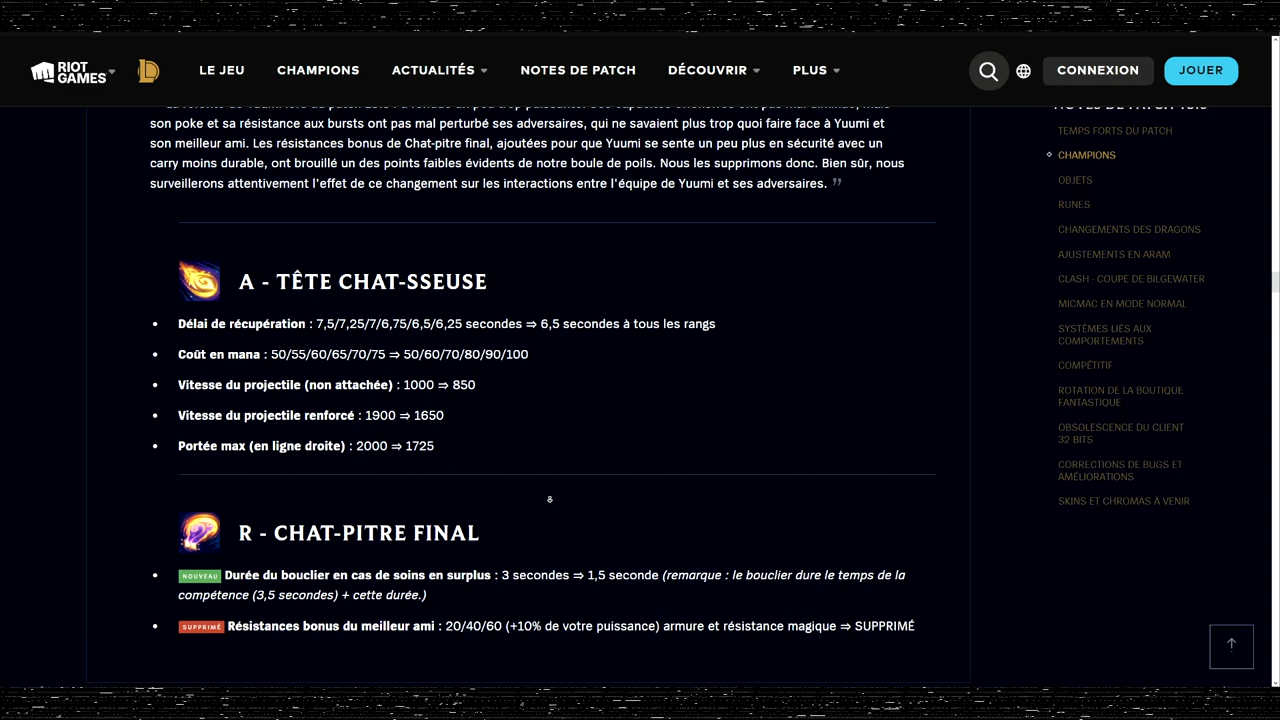 RIOT GAMES
LE JEU
CHAMPIONS
ACTUALITÉS
NOTES DE PATCH
DÉCOUVRIR
PLUS
CONNEXION
JOUER
son poke et sa résistance aux bursts ont pas mal perturbé ses adversaires, qui ne savaient plus trop quoi faire face à Yuumi et
son meilleur ami. Les résistances bonus de Chat-pitre final, ajoutées pour que Yuumi se sente un peu plus en sécurité avec un
carry moins durable, ont brouillé un des points faibles évidents de notre boule de poils. Nous les supprimons donc. Bien sûr, nous
surveillerons attentivement l'effet de ce changement sur les interactions entre l'équipe de Yuumi et ses adversaires. ”
A - TÊTE CHAT-SSEUSE
• Délai de récupération : 7,5/7,25/7/6,75/6,5/6,25 secondes ⇒ 6,5 secondes à tous les rangs
• Coût en mana : 50/55/60/65/70/75 ⇒ 50/60/70/80/90/100
• Vitesse du projectile (non attachée) : 1000 ⇒ 850
• Vitesse du projectile renforcé : 1900 ⇒ 1650
• Portée max (en ligne droite) : 2000 ⇒ 1725
R - CHAT-PITRE FINAL
• NOUVEAU Durée du bouclier en cas de soins en surplus : 3 secondes ⇒ 1,5 seconde (remarque : le bouclier dure le temps de la
compétence (3,5 secondes) + cette durée.)
• SUPPRIMÉ Résistances bonus du meilleur ami : 20/40/60 (+10% de votre puissance) armure et résistance magique ⇒ SUPPRIMÉ
TEMPS FORTS DU PATCH
CHAMPIONS
OBJETS
RUNES
CHANGEMENTS DES DRAGONS
AJUSTEMENTS EN ARAM
CLASH - COUPE DE BILGEWATER
MICMAC EN MODE NORMAL
SYSTÈMES LIÉS AUX
COMPORTEMENTS
COMPÉTITIF
ROTATION DE LA BOUTIQUE
FANTASTIQUE
OBSOLESCENCE DU CLIENT
32 BITS
CORRECTIONS DE BUGS ET
AMÉLIORATIONS
SKINS ET CHROMAS À VENIR